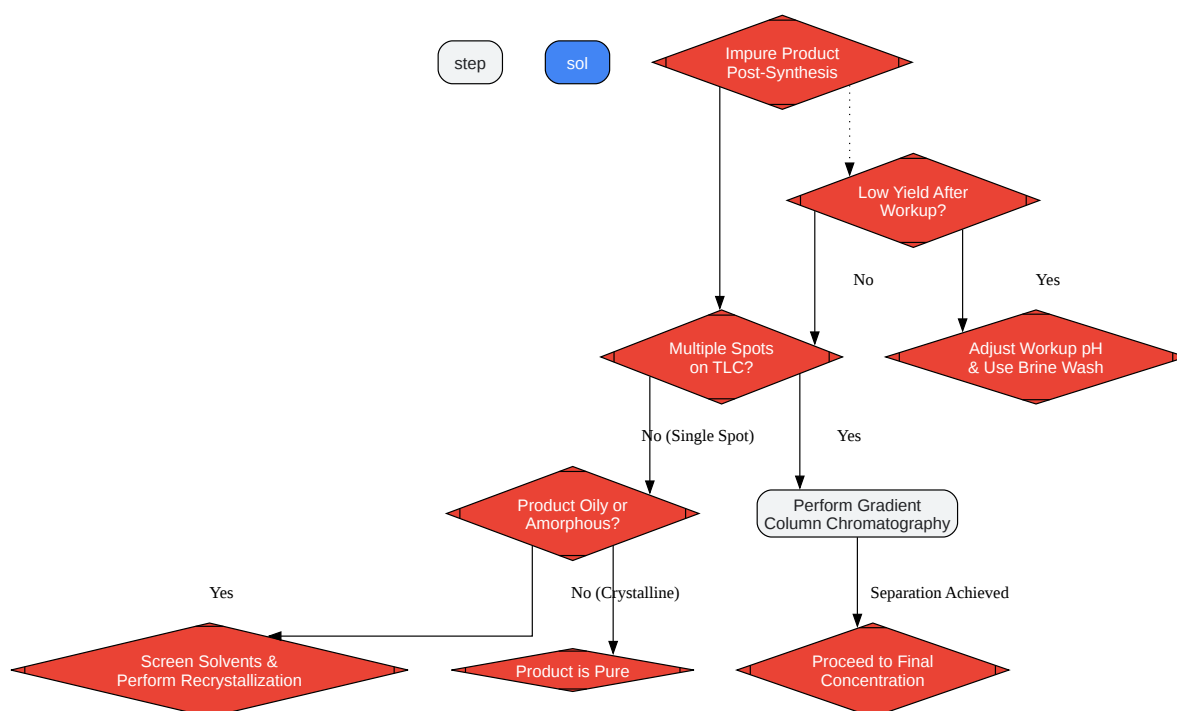 step
sol
Impure Product
Post-Synthesis
Low Yield After
Workup?
No
Yes
Multiple Spots
on TLC?
Adjust Workup pH
& Use Brine Wash
No (Single Spot)
Yes
Product Oily or
Amorphous?
Perform Gradient
Column Chromatography
Yes
No (Crystalline)
Separation Achieved
Screen Solvents &
Perform Recrystallization
Product is Pure
Proceed to Final
Concentration